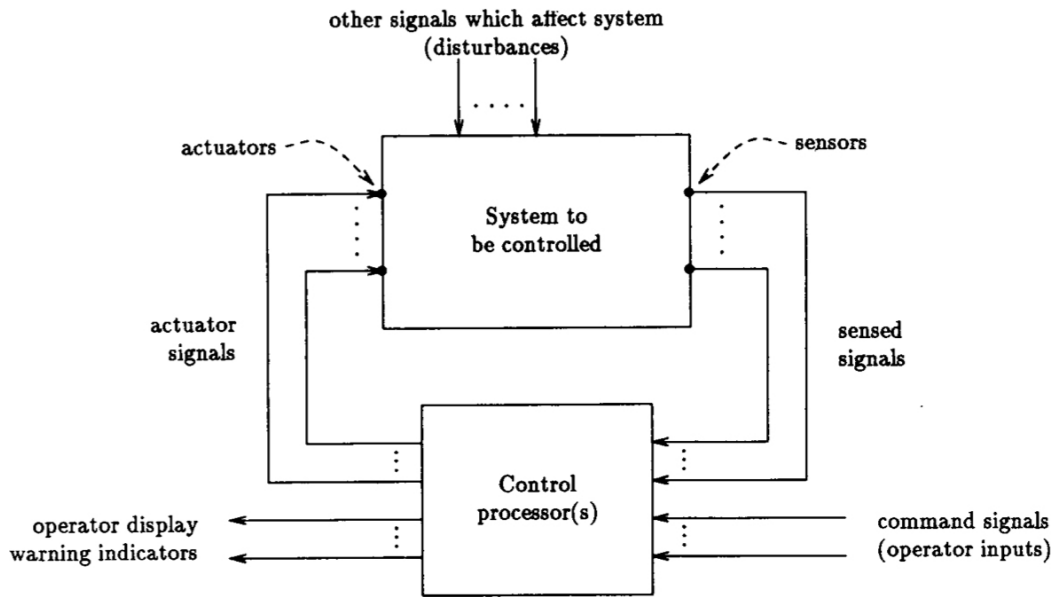 other signals which affect system
(disturbances)
actuators
sensors
System to
be controlled
actuator
signals
sensed
signals
Control
processor(s)
operator display
warning indicators
command signals
(operator inputs)